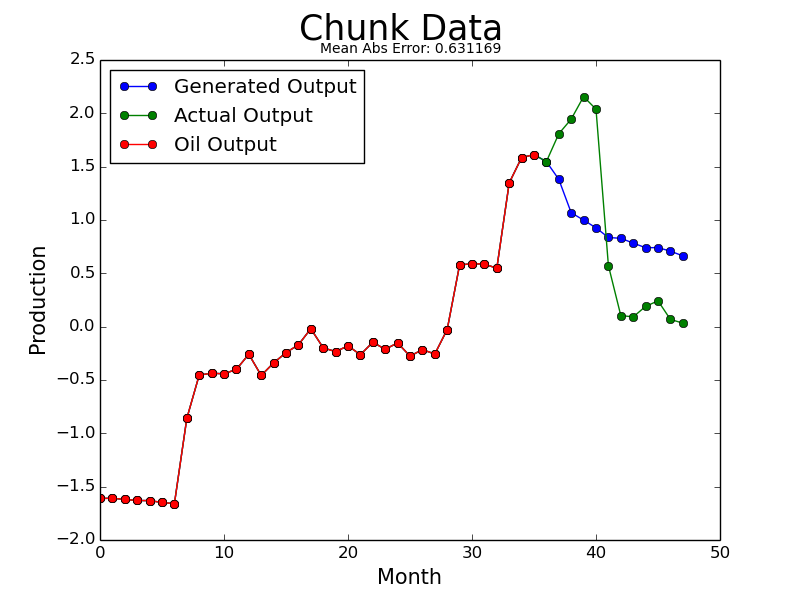 Chunk Data
Mean Abs Error: 0.631169
Generated Output
Actual Output
Oil Output
2.5
2.0
1.5
1.0
0.5
0.0
−0.5
−1.0
−1.5
−2.0
Production
0 10 20 30 40 50
Month